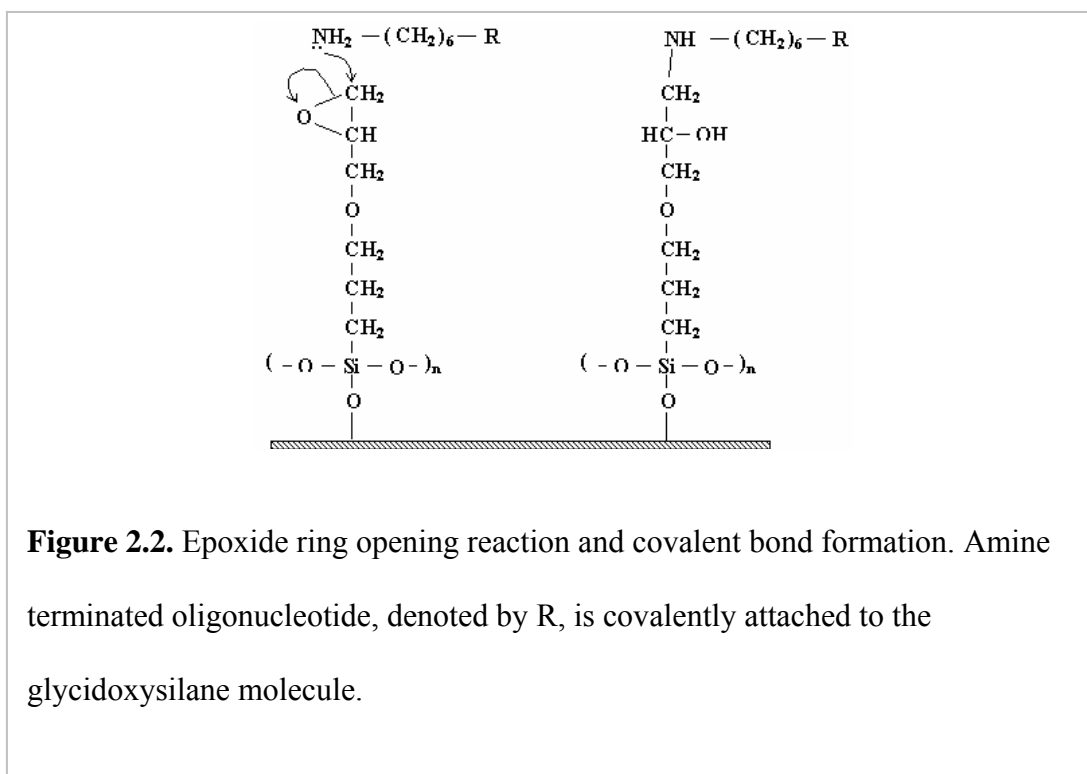 NH₂ –(CH₂)₆– R NH –(CH₂)₆– R
CH₂ CH₂
O
CH HC– OH
CH₂ CH₂
O O
CH₂ CH₂
CH₂ CH₂
CH₂ CH₂
( - O – Si – O- )ₙ ( - O – Si – O- )ₙ
O O
Figure 2.2. Epoxide ring opening reaction and covalent bond formation. Amine
terminated oligonucleotide, denoted by R, is covalently attached to the
glycidoxysilane molecule.